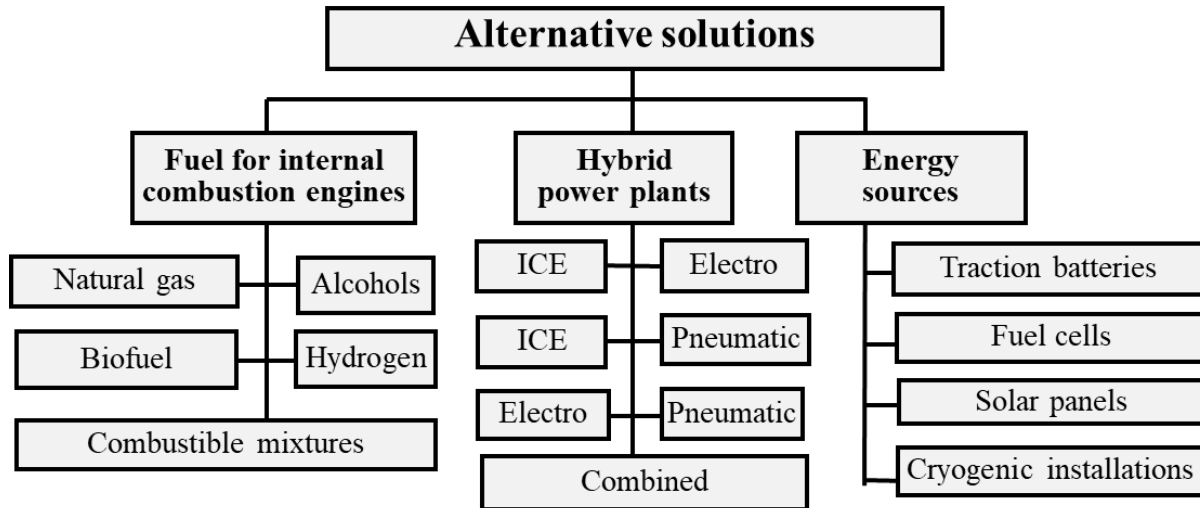 Alternative solutions
Fuel for internal
combustion engines
Natural gas
Alcohols
Biofuel
Hydrogen
Combustible mixtures
Hybrid
power plants
ICE
Electro
ICE
Pneumatic
Electro
Pneumatic
Combined
Energy
sources
Traction batteries
Fuel cells
Solar panels
Cryogenic installations